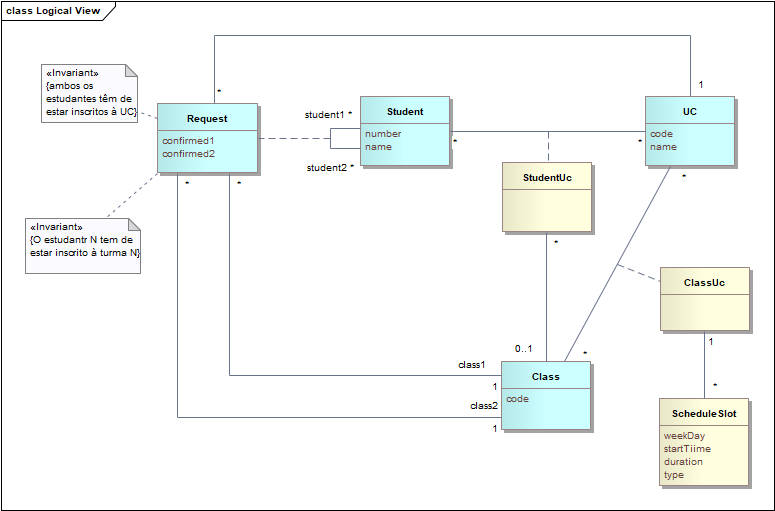 class Logical View
«Invariant»
{ambos os
estudantes têm de
estar inscritos à UC}
*
1
Request
confirmed1
confirmed2
student1 *
student2 *
Student
number
name
*
*
UC
code
name
StudentUc
*
*
*
*
«Invariant»
{O estudantr N tem de
estar inscrito à turma N}
ClassUc
1
0..1
*
class1
1
class2
1
Class
code
*
ScheduleSlot
weekDay
startTiime
duration
type